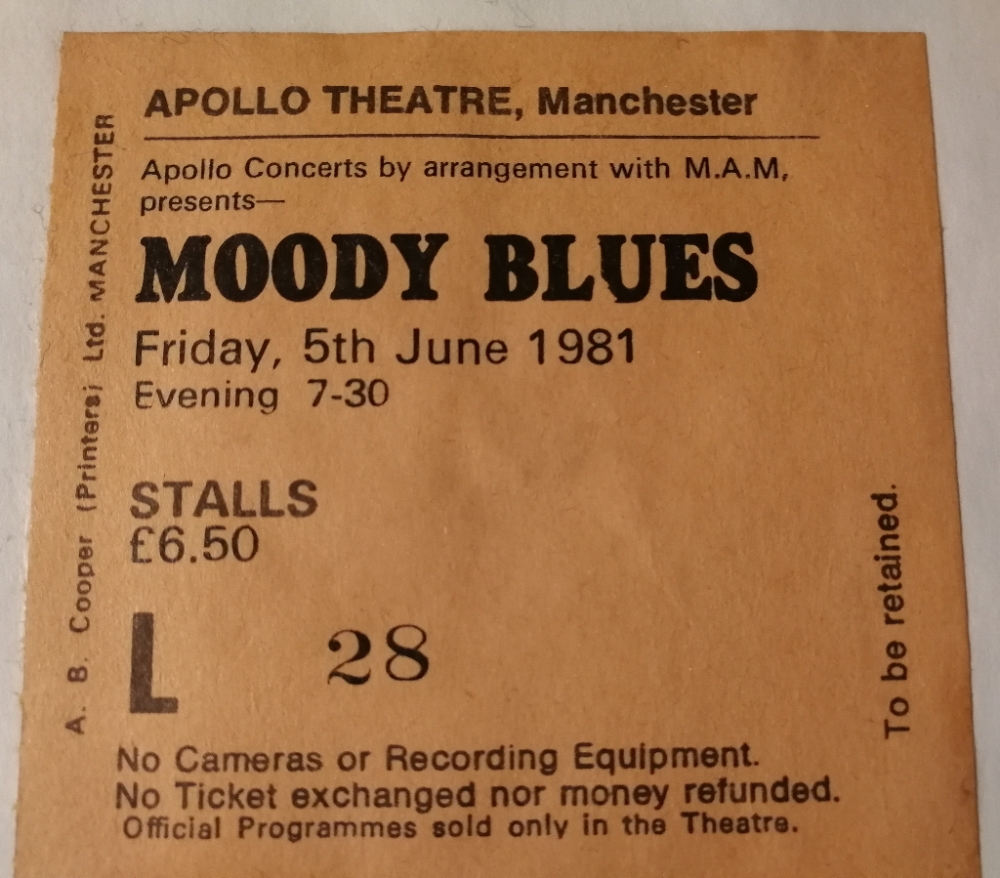 APOLLO THEATRE, Manchester
Apollo Concerts by arrangement with M.A.M,
presents—
MOODY BLUES
Friday, 5th June 1981
Evening 7-30
STALLS
£6.50
L 28
No Cameras or Recording Equipment.
No Ticket exchanged nor money refunded.
Official Programmes sold only in the Theatre.
A. B. Cooper (Printers) Ltd. MANCHESTER
To be retained.